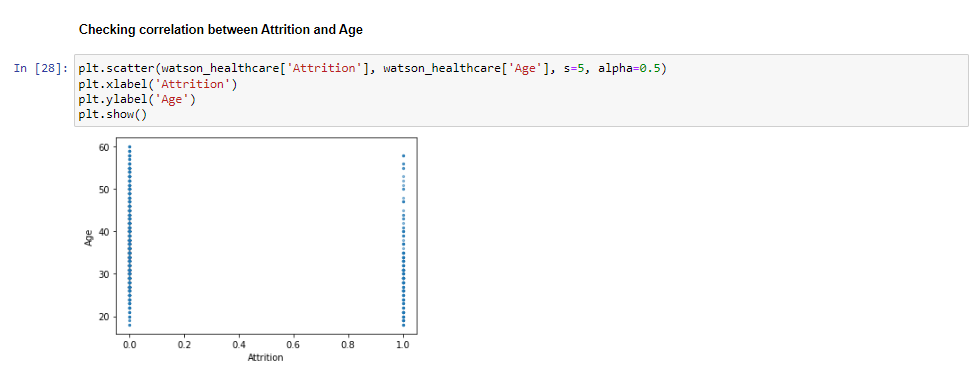 Checking correlation between Attrition and Age
In [28]: plt.scatter(watson_healthcare['Attrition'], watson_healthcare['Age'], s=5, alpha=0.5)
plt.xlabel('Attrition')
plt.ylabel('Age')
plt.show()
60
50
40
30
20
Age
0.0 0.2 0.4 0.6 0.8 1.0
Attrition